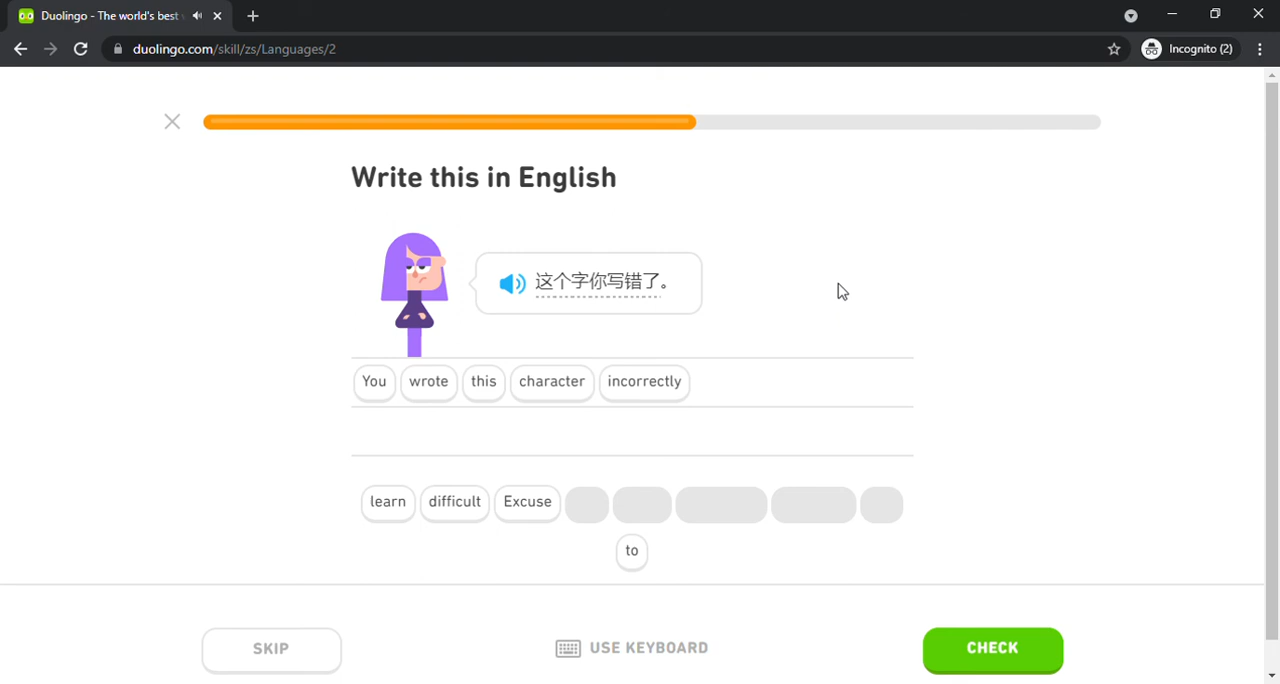 Duolingo - The world's best
duolingo.com/skill/zs/Languages/2
Incognito (2)
Write this in English
这个字你写错了。
You wrote this character incorrectly
learn difficult Excuse
to
SKIP
USE KEYBOARD
CHECK